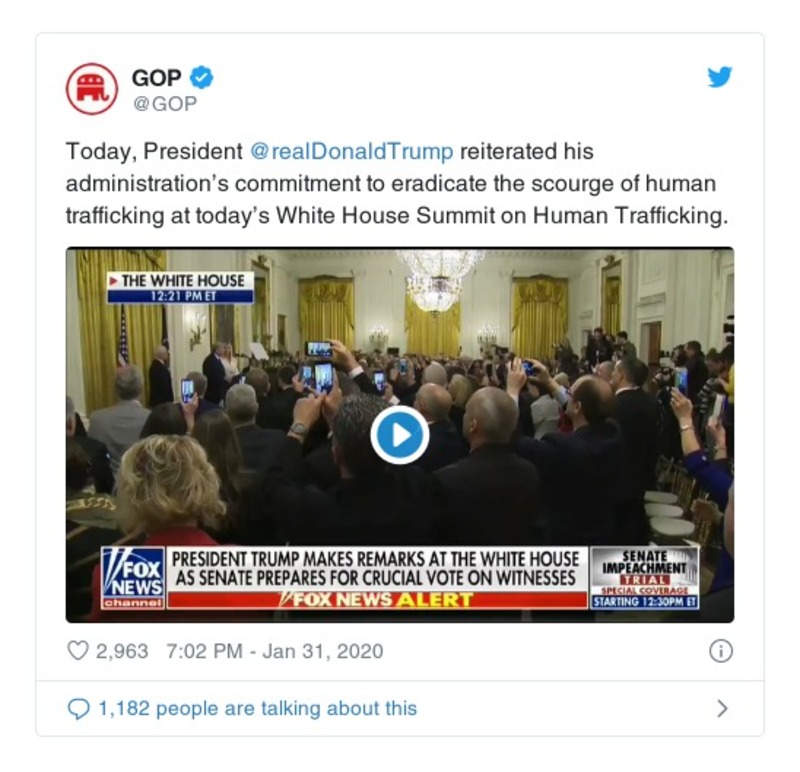 GOP
@GOP
Today, President @realDonaldTrump reiterated his
administration’s commitment to eradicate the scourge of human
trafficking at today’s White House Summit on Human Trafficking.
THE WHITE HOUSE
12:21 PM ET
FOX
NEWS
channel
PRESIDENT TRUMP MAKES REMARKS AT THE WHITE HOUSE
AS SENATE PREPARES FOR CRUCIAL VOTE ON WITNESSES
FOX NEWS ALERT
SENATE
IMPEACHMENT
TRIAL
SPECIAL COVERAGE
STARTING 12:30PM ET
2,963 7:02 PM - Jan 31, 2020
1,182 people are talking about this